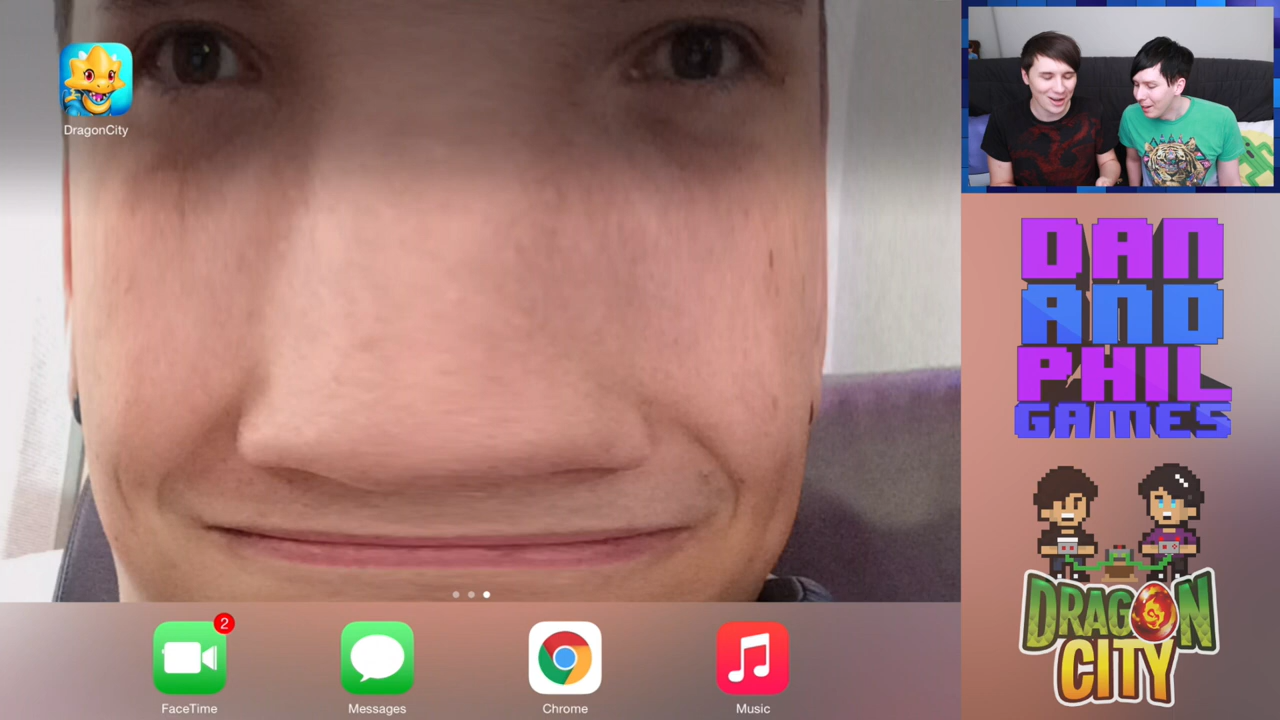 DragonCity
2
FaceTime
Messages
Chrome
Music
DAN
AND
PHIL
GAMES
DRAGON
CITY